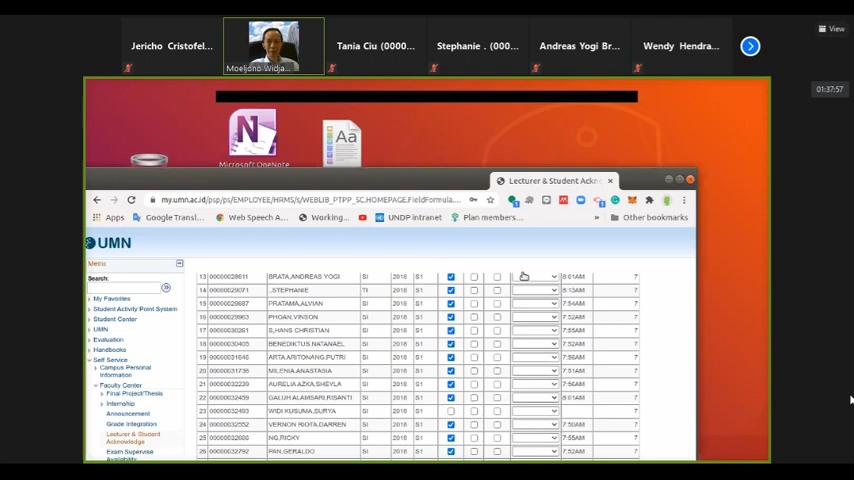 Jericho Cristofel...
Moeljono Widja...
Tania Ciu (0000...
Stephanie . (000...
Andreas Yogi Br...
Wendy Hendra...
View
01:37:57
N
Aa
Microsoft OneNote
Lecturer & Student Ackno
my.umn.ac.id/psp/ps/EMPLOYEE/HRMS/s/WEBLIB_PTPP_SC.HOMEPAGE.FieldFormula....
Apps
Google Transl...
Web Speech A...
Working...
UNDP intranet
Plan members...
Other bookmarks
UMN
Menu
Search:
My Favorites
Student Activity Point System
Student Center
UMN
Evaluation
Handbooks
Self Service
Campus Personal
Information
Faculty Center
Final Project/Thesis
Internship
Announcement
Grade Integration
Lecturer & Student
Acknowledge
Exam Supervise
Availability
13 00000028611 BRATA,ANDREAS YOGI SI 2018 S1 8:01AM 7
14 00000029071 .,STEPHANIE TI 2018 S1 8:13AM 7
15 00000029687 PRATAMA,ALVIAN SI 2018 S1 7:54AM 7
16 00000029963 PHOAN,VINSON SI 2018 S1 7:52AM 7
17 00000030261 S,HANS CHRISTIAN SI 2018 S1 7:55AM 7
18 00000030405 BENEDIKTUS,NATANAEL SI 2018 S1 7:52AM 7
19 00000031646 ARTA ARITONANG,PUTRI SI 2018 S1 7:56AM 7
20 00000031736 MILENIA,ANASTASIA SI 2018 S1 7:51AM 7
21 00000032239 AURELIA AZKA,SHEYLA SI 2018 S1 7:56AM 7
22 00000032459 GALUH ALAMSARI,RISANTI SI 2018 S1 8:01AM 7
23 00000032493 WIDI KUSUMA,SURYA SI 2018 S1 7
24 00000032552 VERNON RIOTA,DARREN SI 2018 S1 7:50AM 7
25 00000032688 NG,RICKY SI 2018 S1 7:55AM 7
26 00000032792 PAN,GERALDO SI 2018 S1 7:52AM 7